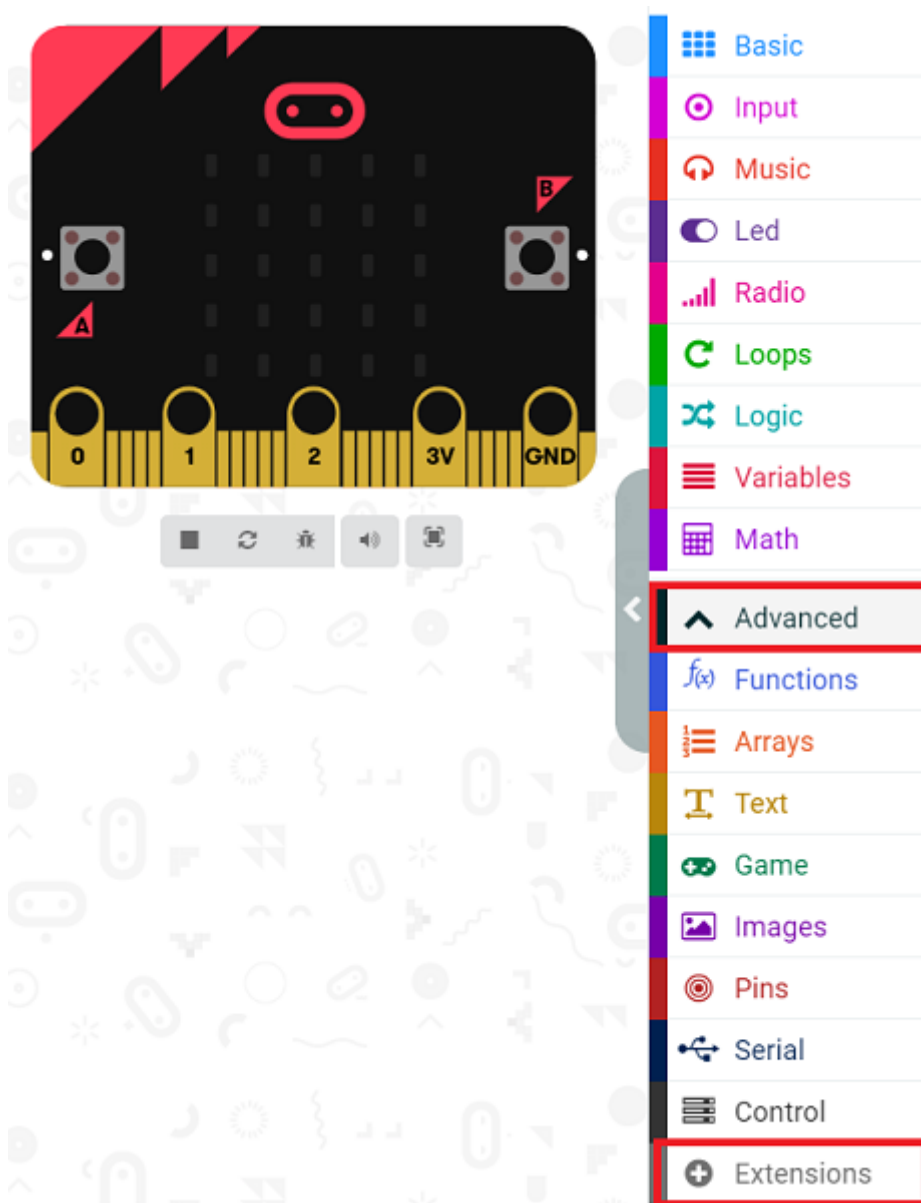 B
A
0 1 2 3V GND
Basic
Input
Music
Led
Radio
Loops
Logic
Variables
Math
Advanced
f(x) Functions
Arrays
Text
Game
Images
Pins
Serial
Control
Extensions